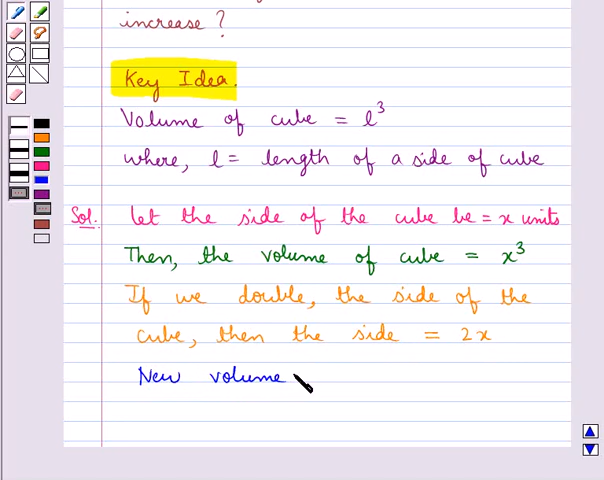 increase ?
Key Idea.
Volume of cube = l³
where, l = length of a side of cube
Sol. let the side of the cube be = x units
Then, the volume of cube = x³
If we double, the side of the
cube, then the side = 2x
New volume